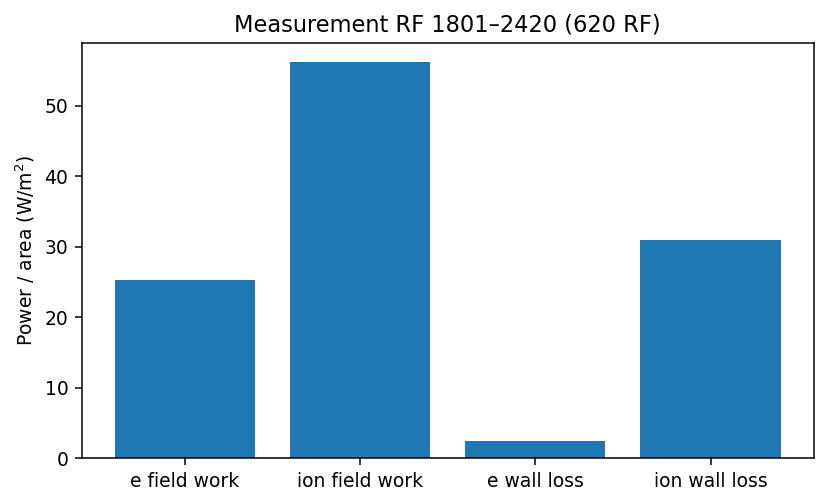 Measurement RF 1801–2420 (620 RF)
Power / area (W/m²)
50
40
30
20
10
0
e field work
ion field work
e wall loss
ion wall loss